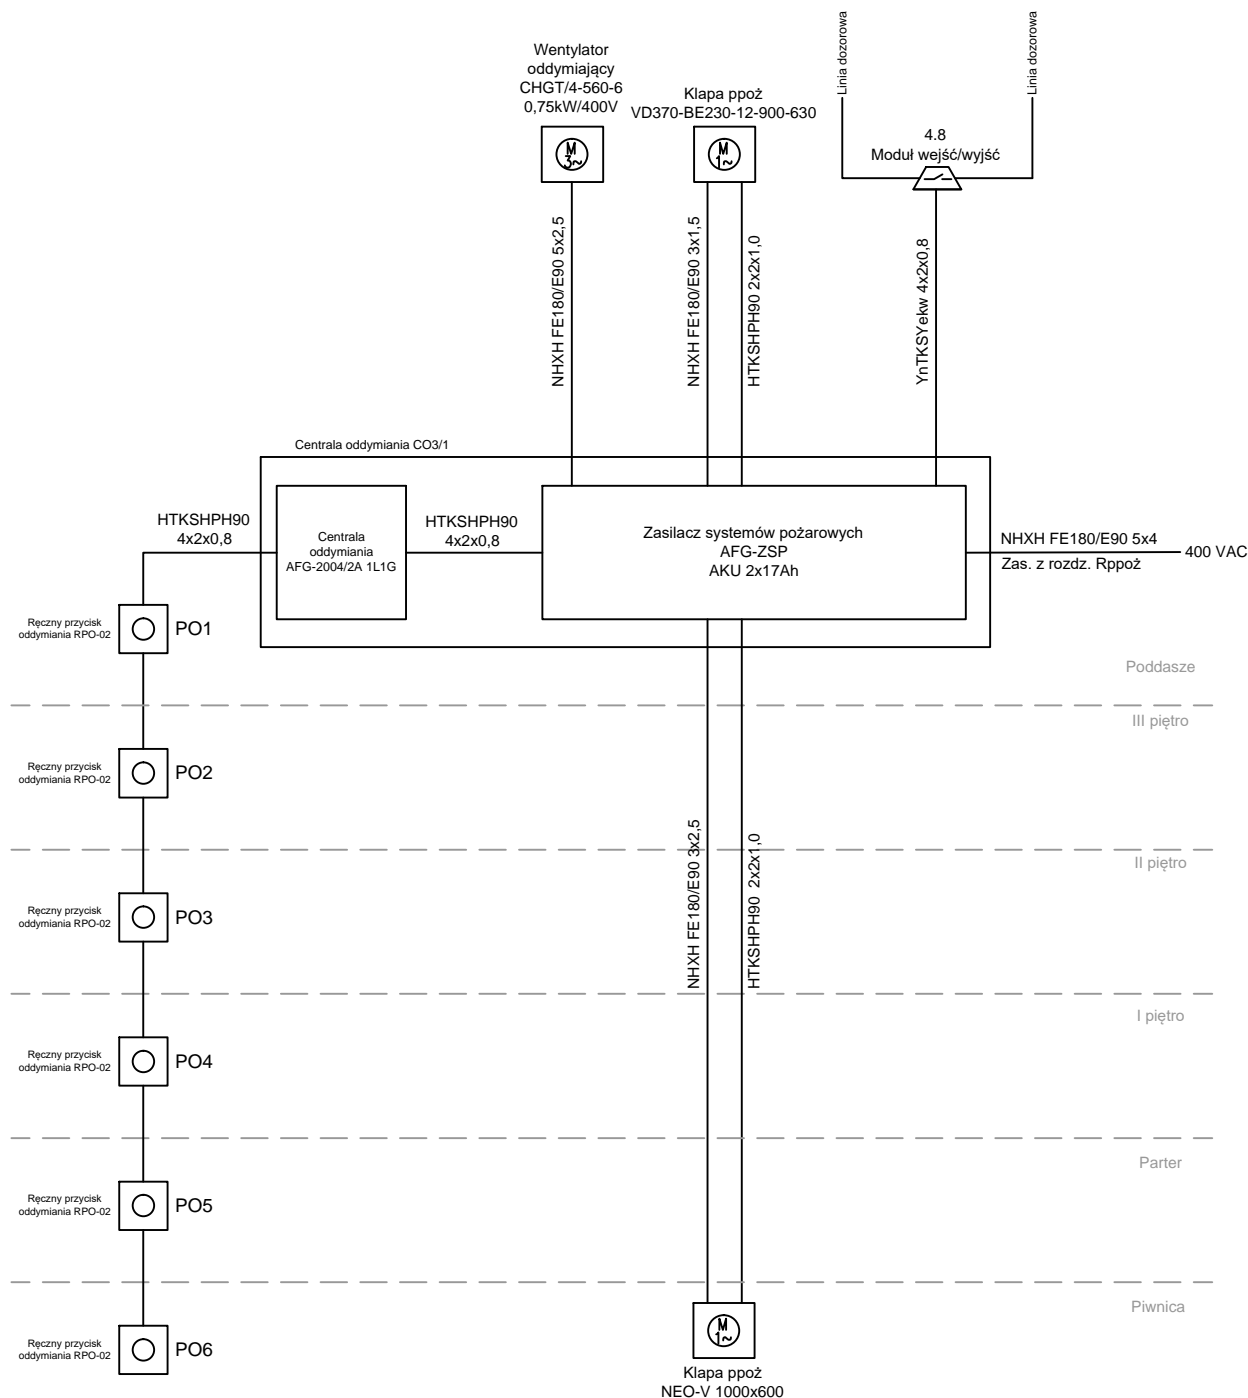 Wentylator
oddymiający
CHGT/4-560-6
0,75kW/400V
M
3~
Klapa ppoż
VD370-BE230-12-900-630
M
1~
Linia dozorowa
Linia dozorowa
4.8
Moduł wejść/wyjść
NHXH FE180/E90 5x2,5
NHXH FE180/E90 3x1,5
HTKSHPH90 2x2x1,0
YnTKSYekw 4x2x0,8
Centrala oddymiania CO3/1
HTKSHPH90
4x2x0,8
Centrala
oddymiania
AFG-2004/2A 1L1G
HTKSHPH90
4x2x0,8
Zasilacz systemów pożarowych
AFG-ZSP
AKU 2x17Ah
NHXH FE180/E90 5x4
Zas. z rozdz. Rppoż
400 VAC
Ręczny przycisk
oddymiania RPO-02
PO1
Poddasze
III piętro
Ręczny przycisk
oddymiania RPO-02
PO2
NHXH FE180/E90 3x2,5
HTKSHPH90 2x2x1,0
II piętro
Ręczny przycisk
oddymiania RPO-02
PO3
I piętro
Ręczny przycisk
oddymiania RPO-02
PO4
Parter
Ręczny przycisk
oddymiania RPO-02
PO5
Piwnica
Ręczny przycisk
oddymiania RPO-02
PO6
M
1~
Klapa ppoż
NEO-V 1000x600